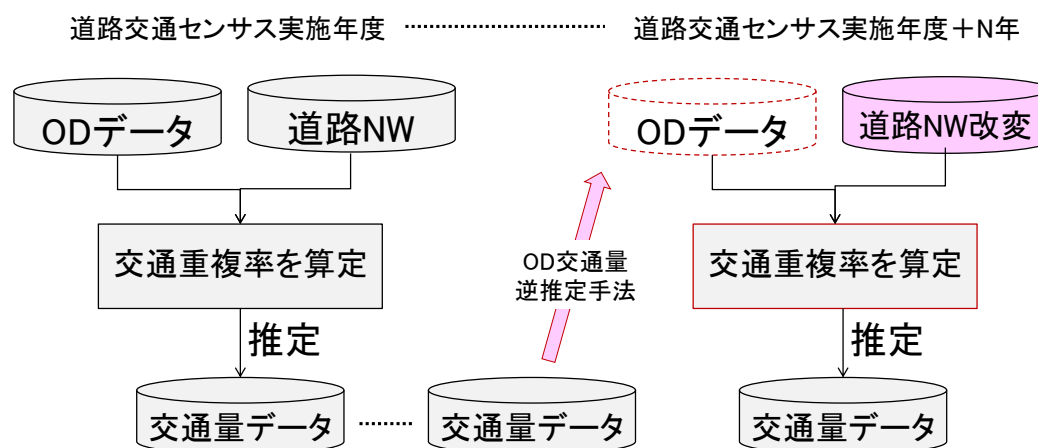 道路交通センサス実施年度
道路交通センサス実施年度＋N年
ODデータ
道路NW
ODデータ
道路NW改変
交通重複率を算定
OD交通量
逆推定手法
交通重複率を算定
推定
推定
交通量データ
交通量データ
交通量データ